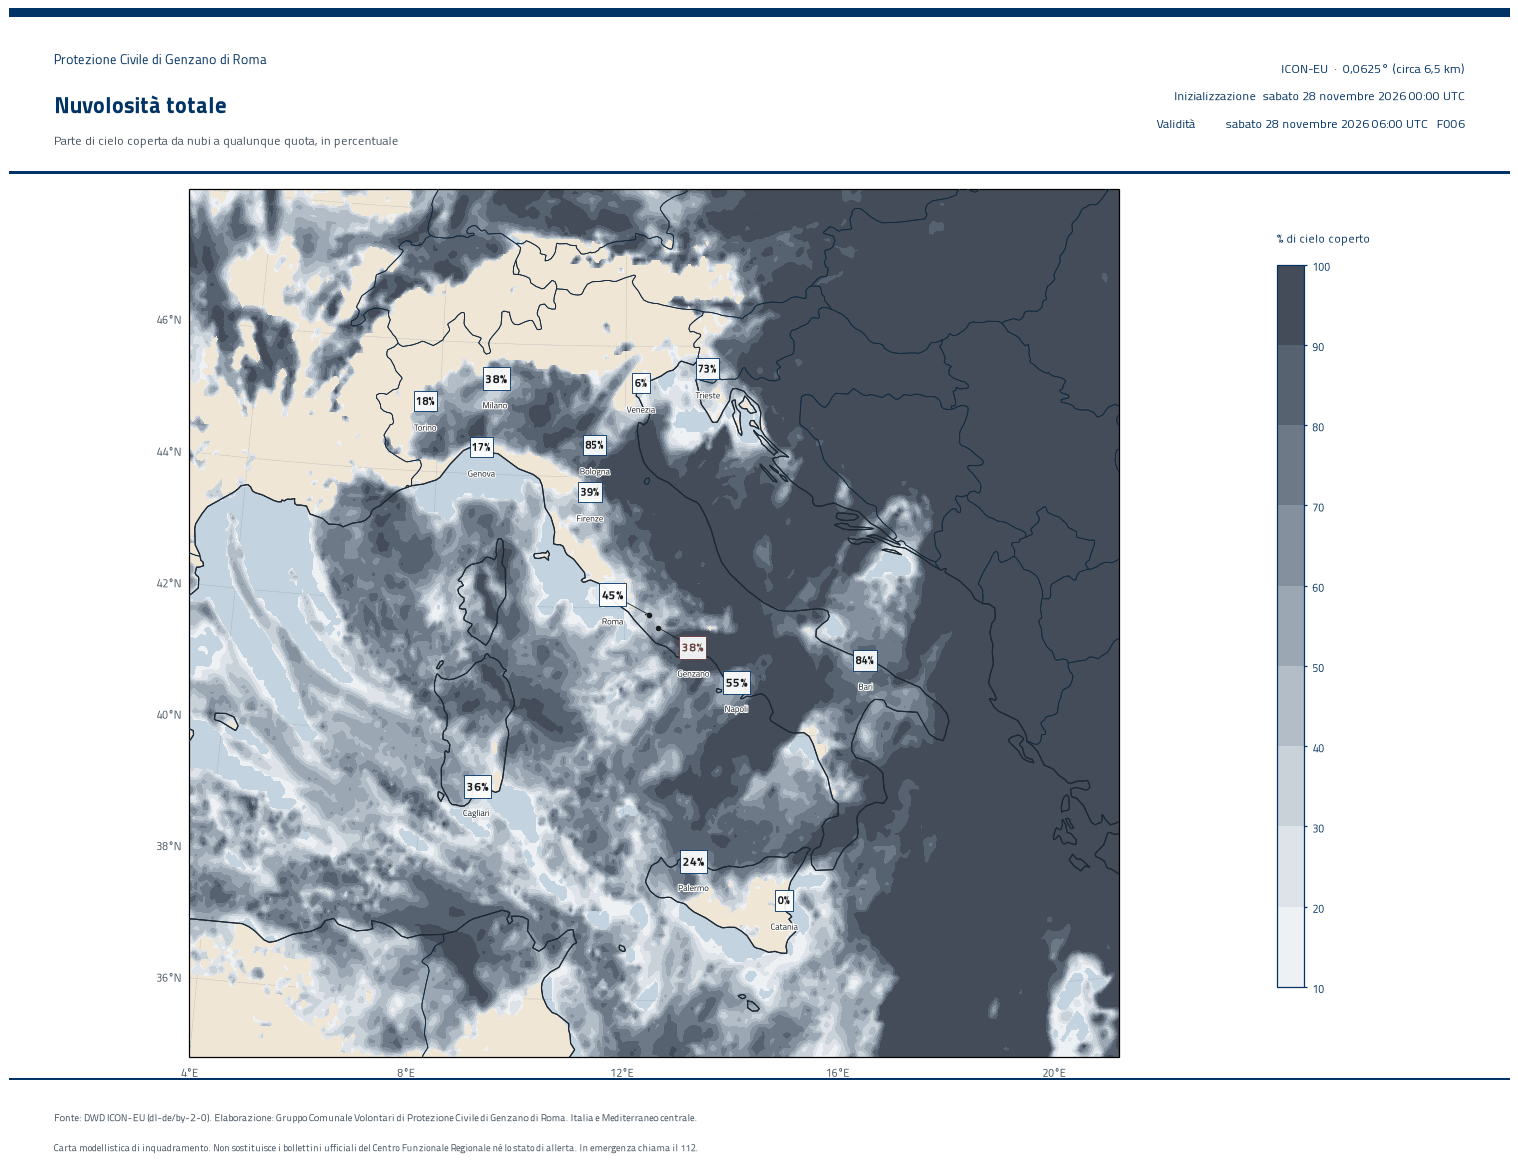 Protezione Civile di Genzano di Roma
Nuvolosità totale
Parte di cielo coperta da nubi a qualunque quota, in percentuale
ICON-EU · 0,0625° (circa 6,5 km)
Inizializzazione sabato 28 novembre 2026 00:00 UTC
Validità sabato 28 novembre 2026 06:00 UTC F006
% di cielo coperto
100
90
80
70
60
50
40
30
20
10
46°N
44°N
42°N
40°N
38°N
36°N
4°E
8°E
12°E
16°E
20°E
73%
Trieste
6%
Venezia
38%
Milano
18%
Torino
17%
Genova
85%
Bologna
39%
Firenze
45%
Roma
38%
Genzano
55%
Napoli
84%
Bari
36%
Cagliari
24%
Palermo
0%
Catania
Fonte: DWD ICON-EU (dl-de/by-2-0). Elaborazione: Gruppo Comunale Volontari di Protezione Civile di Genzano di Roma. Italia e Mediterraneo centrale.
Carta modellistica di inquadramento. Non sostituisce i bollettini ufficiali del Centro Funzionale Regionale né lo stato di allerta. In emergenza chiama il 112.